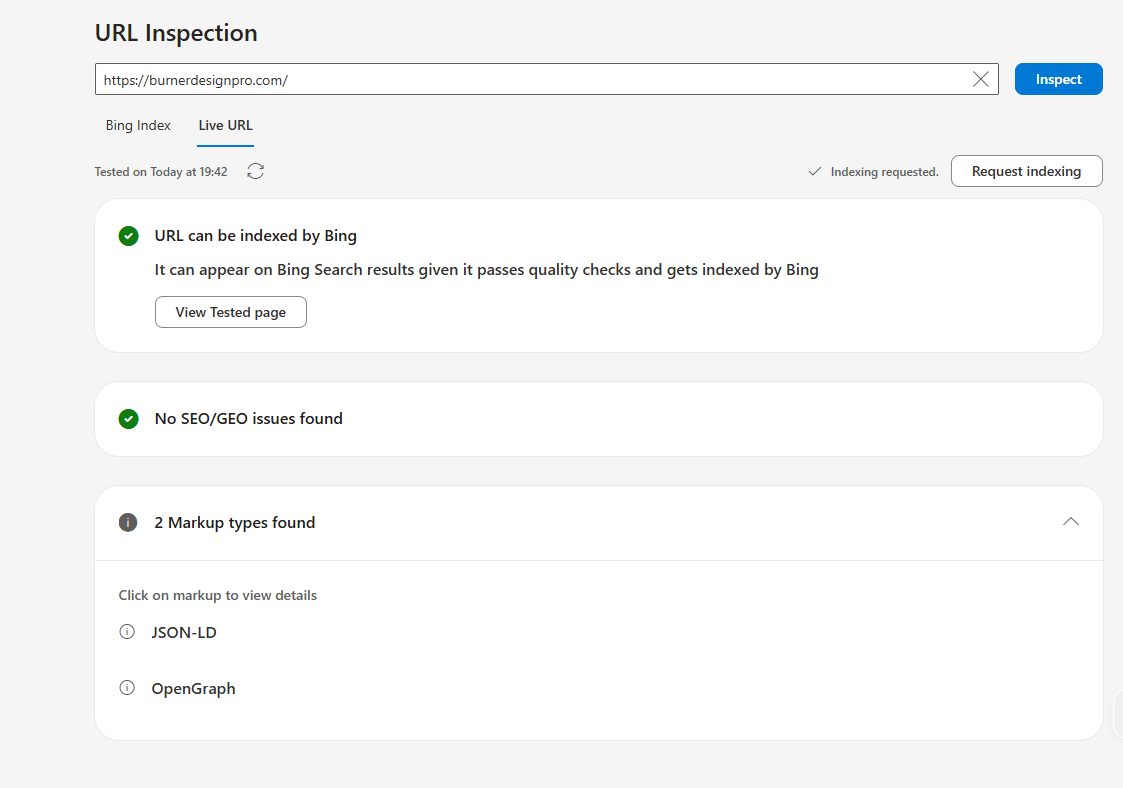 URL Inspection
https://burnerdesignpro.com/
Inspect
Bing Index
Live URL
Tested on Today at 19:42
Indexing requested.
Request indexing
URL can be indexed by Bing
It can appear on Bing Search results given it passes quality checks and gets indexed by Bing
View Tested page
No SEO/GEO issues found
2 Markup types found
Click on markup to view details
JSON-LD
OpenGraph